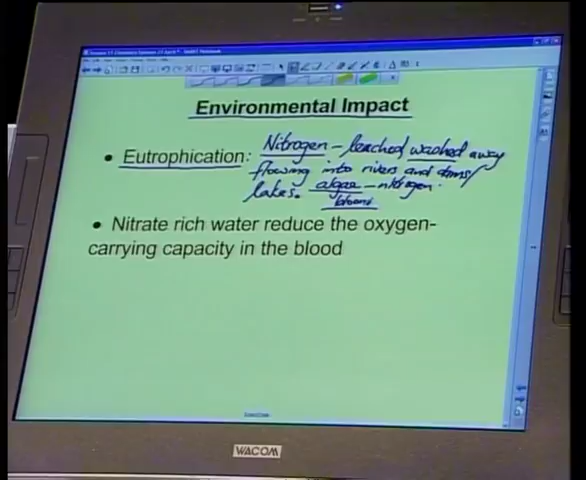 Environmental Impact
• Eutrophication: Nitrogen - leached, washed away
flowing into rivers and dams/
lakes. algae - nitrogen.
blooms
• Nitrate rich water reduce the oxygen-
carrying capacity in the blood
WACOM